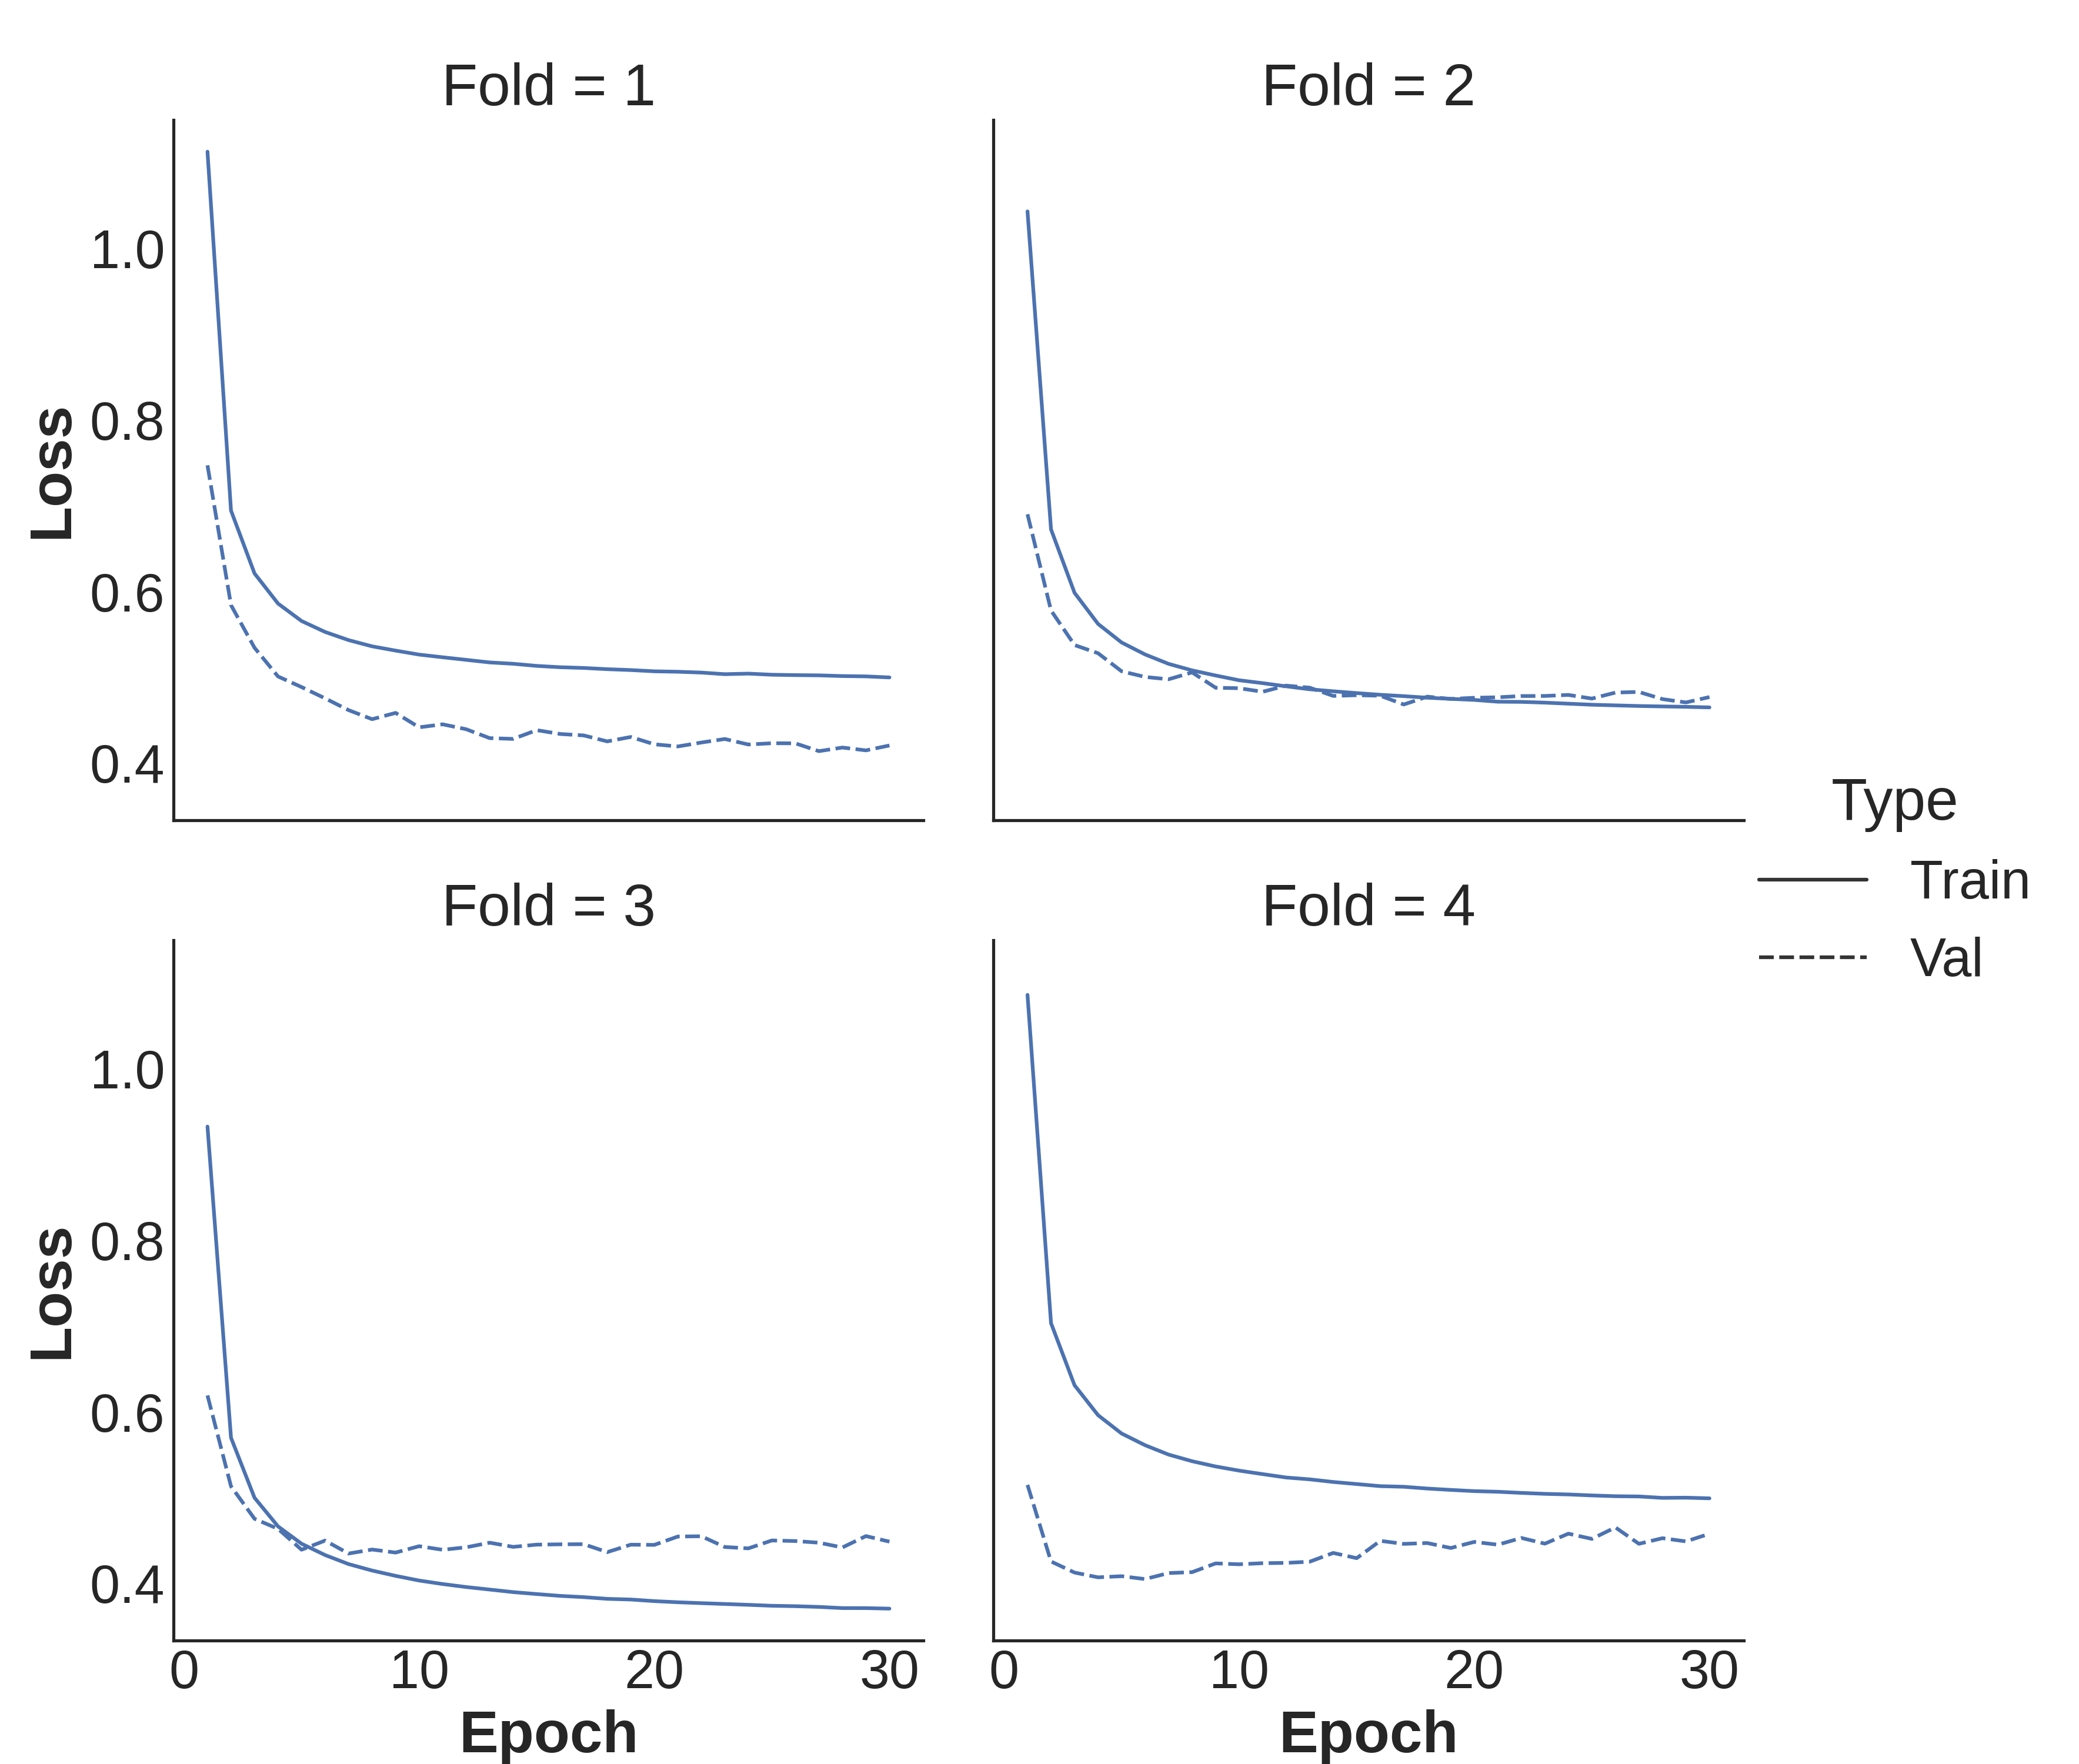 Fold = 1
Fold = 2
1.0
0.8
0.6
0.4
Loss
Type
Train
Val
Fold = 3
Fold = 4
1.0
0.8
0.6
0.4
Loss
0 10 20 30
0 10 20 30
Epoch
Epoch